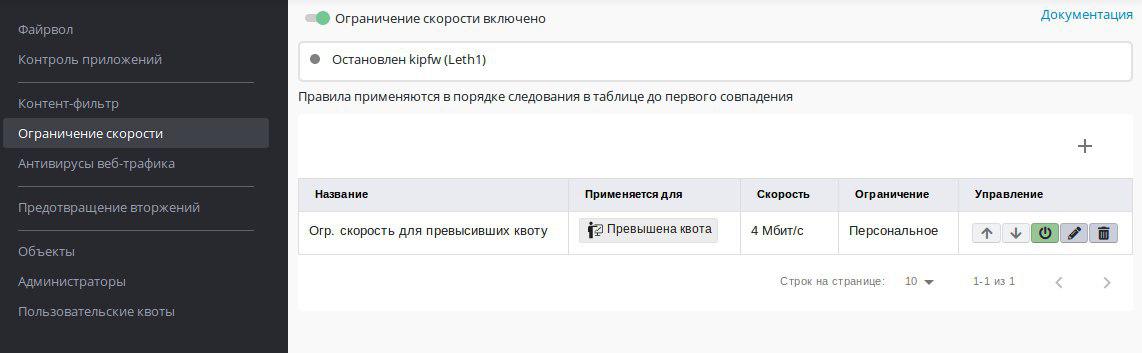 Файрвол
Контроль приложений
Контент-фильтр
Ограничение скорости
Антивирусы веб-трафика
Предотвращение вторжений
Объекты
Администраторы
Пользовательские квоты
Ограничение скорости включено
Документация
Остановлен kipfw (Leth1)
Правила применяются в порядке следования в таблице до первого совпадения
Название Применяется для Скорость Ограничение Управление
Огр. скорость для превысивших квоту Превышена квота 4 Мбит/с Персональное
Строк на странице: 10 1-1 из 1